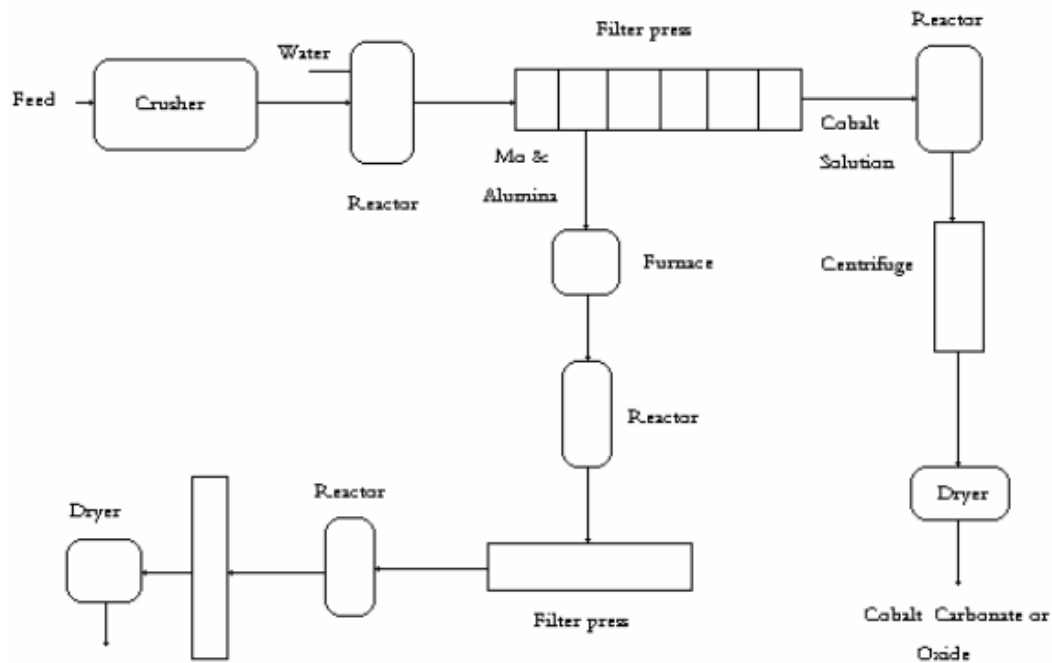 Reactor
Filter press
Water
Feed
Crusher
Cobalt
Solution
Mo &
Alumina
Reactor
Furnace
Centrifuge
Reactor
Dryer
Reactor
Dryer
Filter press
Cobalt Carbonate or
Oxide